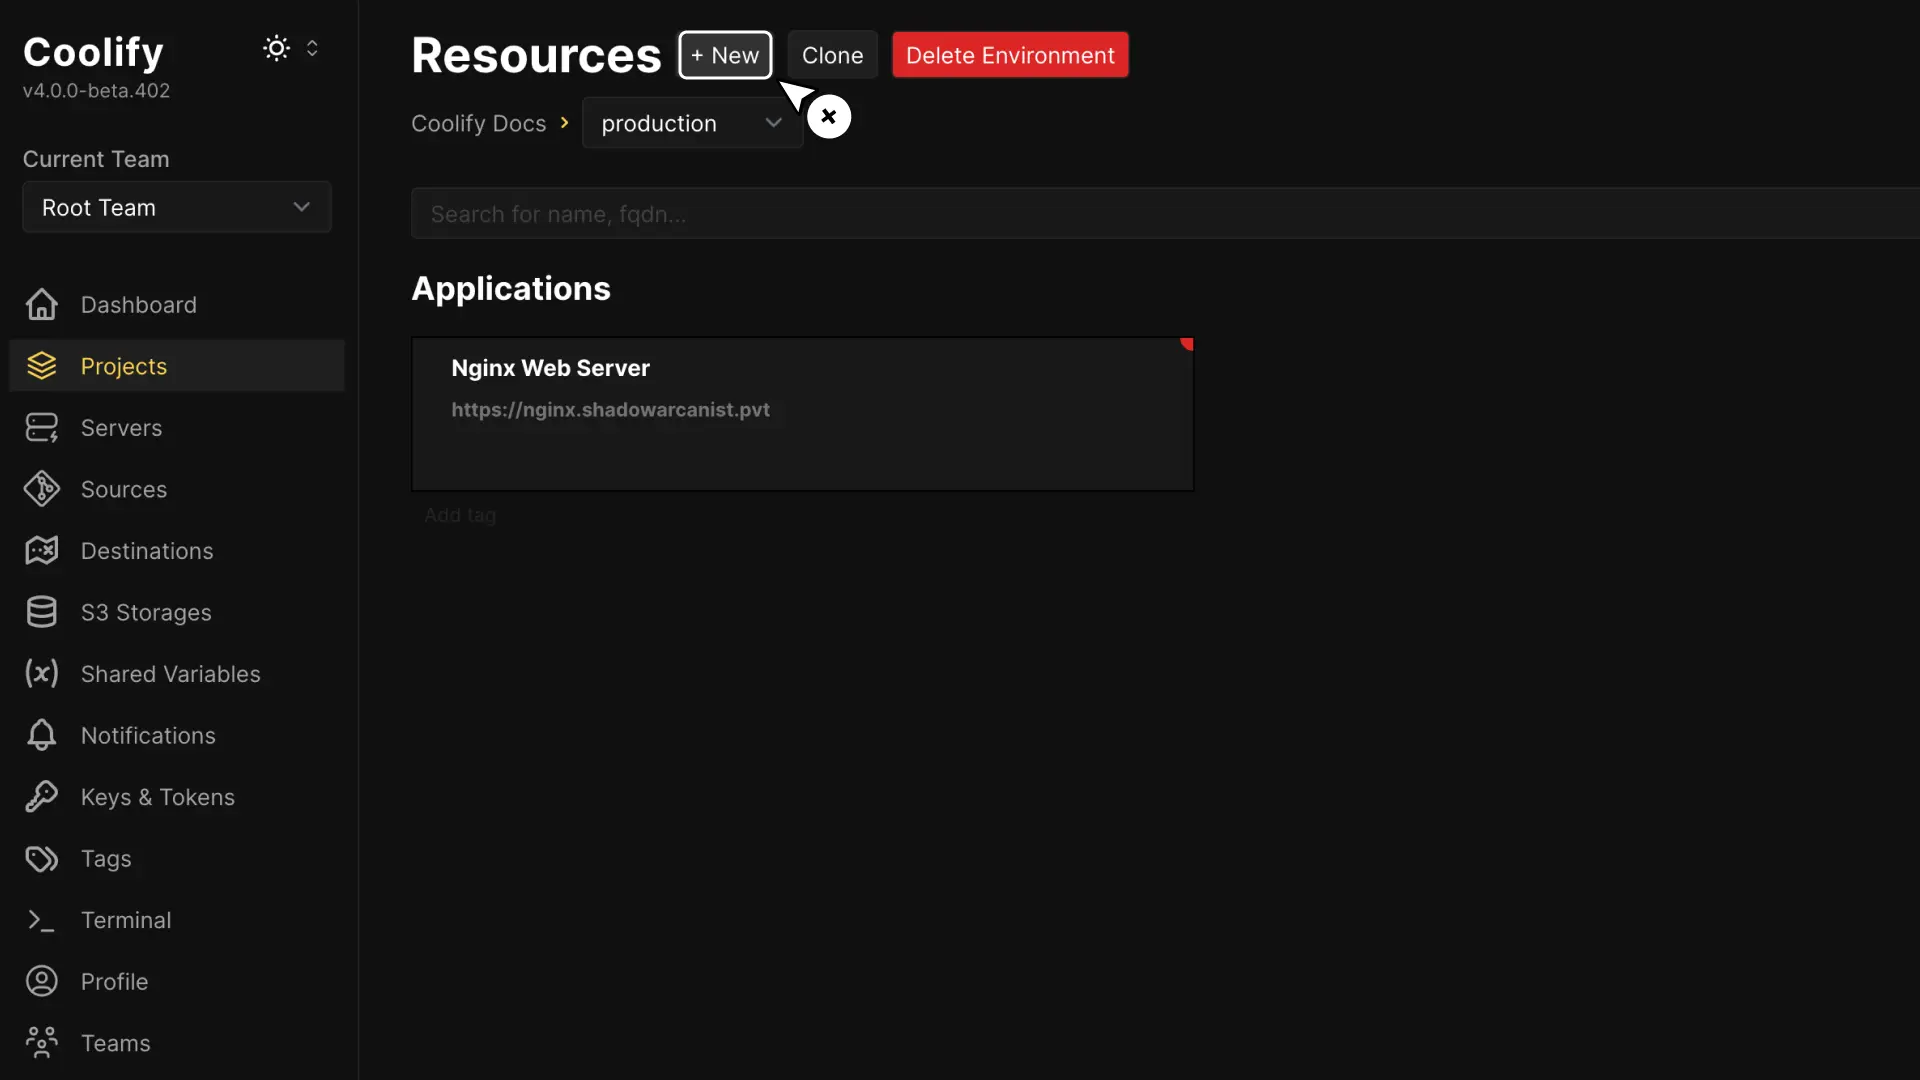 Coolify
v4.0.0-beta.402
Current Team
Root Team
Dashboard
Projects
Servers
Sources
Destinations
S3 Storages
Shared Variables
Notifications
Keys & Tokens
Tags
Terminal
Profile
Teams
Resources + New Clone Delete Environment
Coolify Docs production
Search for name, fqdn...
Applications
Nginx Web Server
https://nginx.shadowarcanist.pvt
Add tag